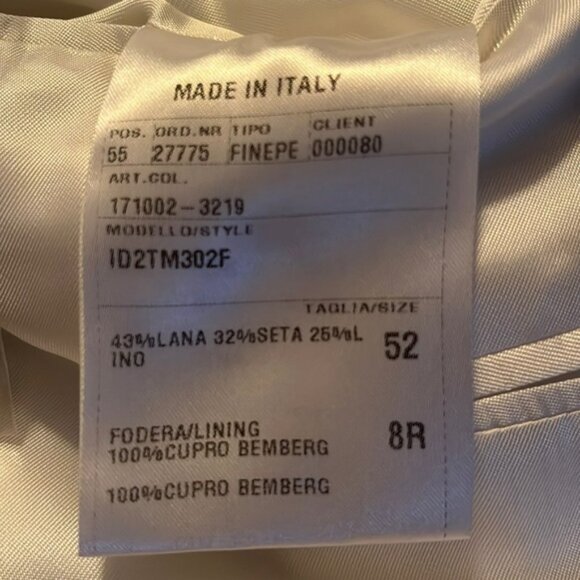 MADE IN ITALY
POS. ORD.NR TIPO CLIENT
55 27775 FINEPE 000080
ART.COL.
171002-3219
MODELLO/STYLE
ID2TM302F
TAGLIA/SIZE
43%LANA 32%SETA 25%L
INO
52
FODERA/LINING
100%CUPRO BEMBERG
8R
100%CUPRO BEMBERG